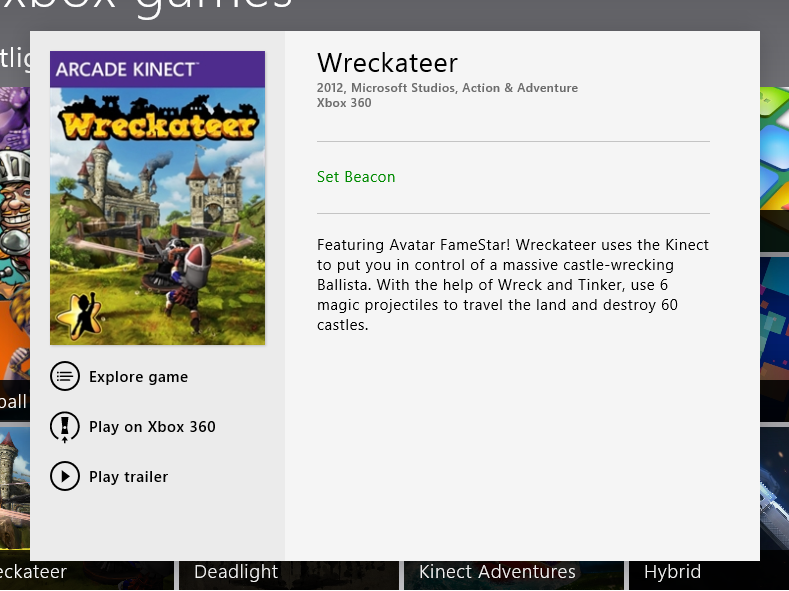 xbox games
Wreckateer
2012, Microsoft Studios, Action & Adventure
Xbox 360
Set Beacon
Featuring Avatar FameStar! Wreckateer uses the Kinect
to put you in control of a massive castle-wrecking
Ballista. With the help of Wreck and Tinker, use 6
magic projectiles to travel the land and destroy 60
castles.
ARCADE KINECT™
Wreckateer
Explore game
Play on Xbox 360
Play trailer
tlig
ball
eckateer
Deadlight
Kinect Adventures
Hybrid